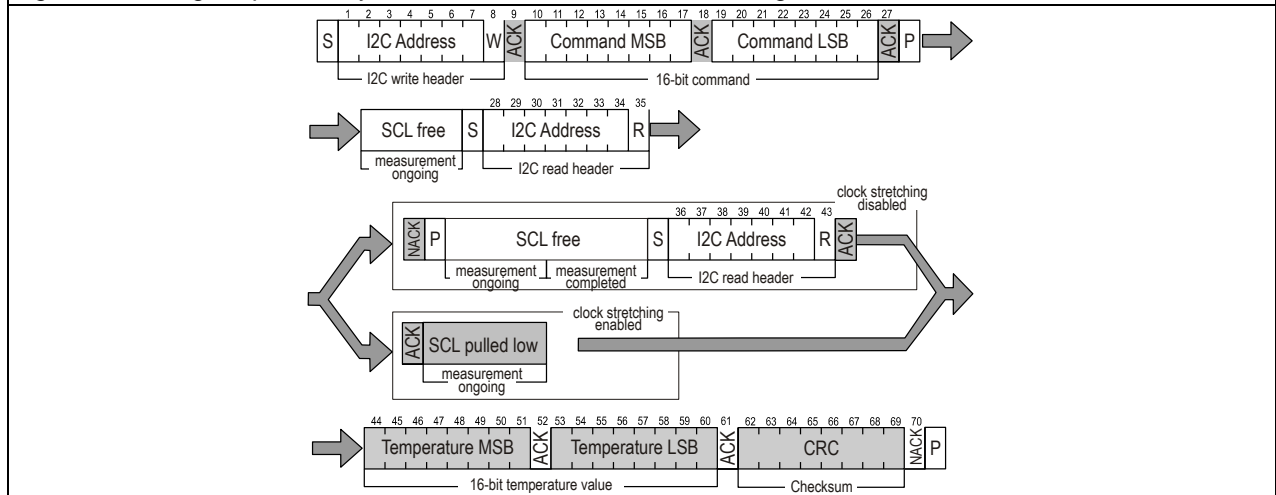 1 2 3 4 5 6 7 8 9 10 11 12 13 14 15 16 17 18 19 20 21 22 23 24 25 26 27
S I2C Address W ACK Command MSB ACK Command LSB ACK P
I2C write header 16-bit command
28 29 30 31 32 33 34 35
SCL free S I2C Address R
measurement
ongoing
I2C read header
clock stretching
disabled
36 37 38 39 40 41 42 43
NACK P SCL free S I2C Address R ACK
measurement
ongoing
measurement
completed
I2C read header
clock stretching
enabled
ACK SCL pulled low
measurement
ongoing
44 45 46 47 48 49 50 51 52 53 54 55 56 57 58 59 60 61 62 63 64 65 66 67 68 69 70
Temperature MSB ACK Temperature LSB ACK CRC NACK P
16-bit temperature value Checksum